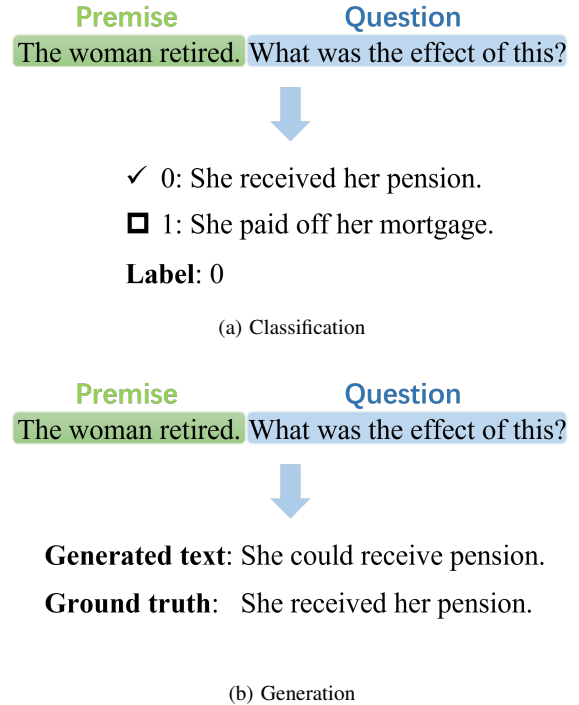 Premise Question
The woman retired. What was the effect of this?
✓ 0: She received her pension.
☐ 1: She paid off her mortgage.
Label: 0
(a) Classification
Premise Question
The woman retired. What was the effect of this?
Generated text: She could receive pension.
Ground truth: She received her pension.
(b) Generation